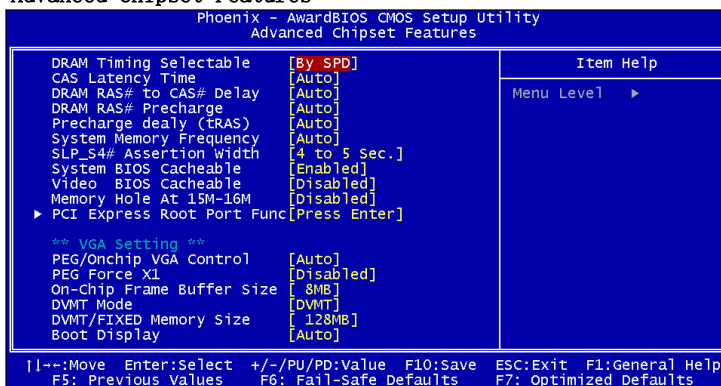 Advanced Chipset Features
Phoenix - AwardBIOS CMOS Setup Utility
Advanced Chipset Features
DRAM Timing Selectable [By SPD]
CAS Latency Time [Auto]
DRAM RAS# to CAS# Delay [Auto]
DRAM RAS# Precharge [Auto]
Precharge dealy (tRAS) [Auto]
System Memory Frequency [Auto]
SLP_S4# Assertion Width [4 to 5 Sec.]
System BIOS Cacheable [Enabled]
Video BIOS Cacheable [Disabled]
Memory Hole At 15M-16M [Disabled]
▶ PCI Express Root Port Func[Press Enter]
** VGA Setting **
PEG/Onchip VGA Control [Auto]
PEG Force X1 [Disabled]
On-Chip Frame Buffer Size [ 8MB]
DVMT Mode [DVMT]
DVMT/FIXED Memory Size [ 128MB]
Boot Display [Auto]
Item Help
Menu Level ▶
↑↓→←:Move Enter:Select +/-/PU/PD:Value F10:Save ESC:Exit F1:General Help
F5: Previous Values F6: Fail-Safe Defaults F7: Optimized Defaults